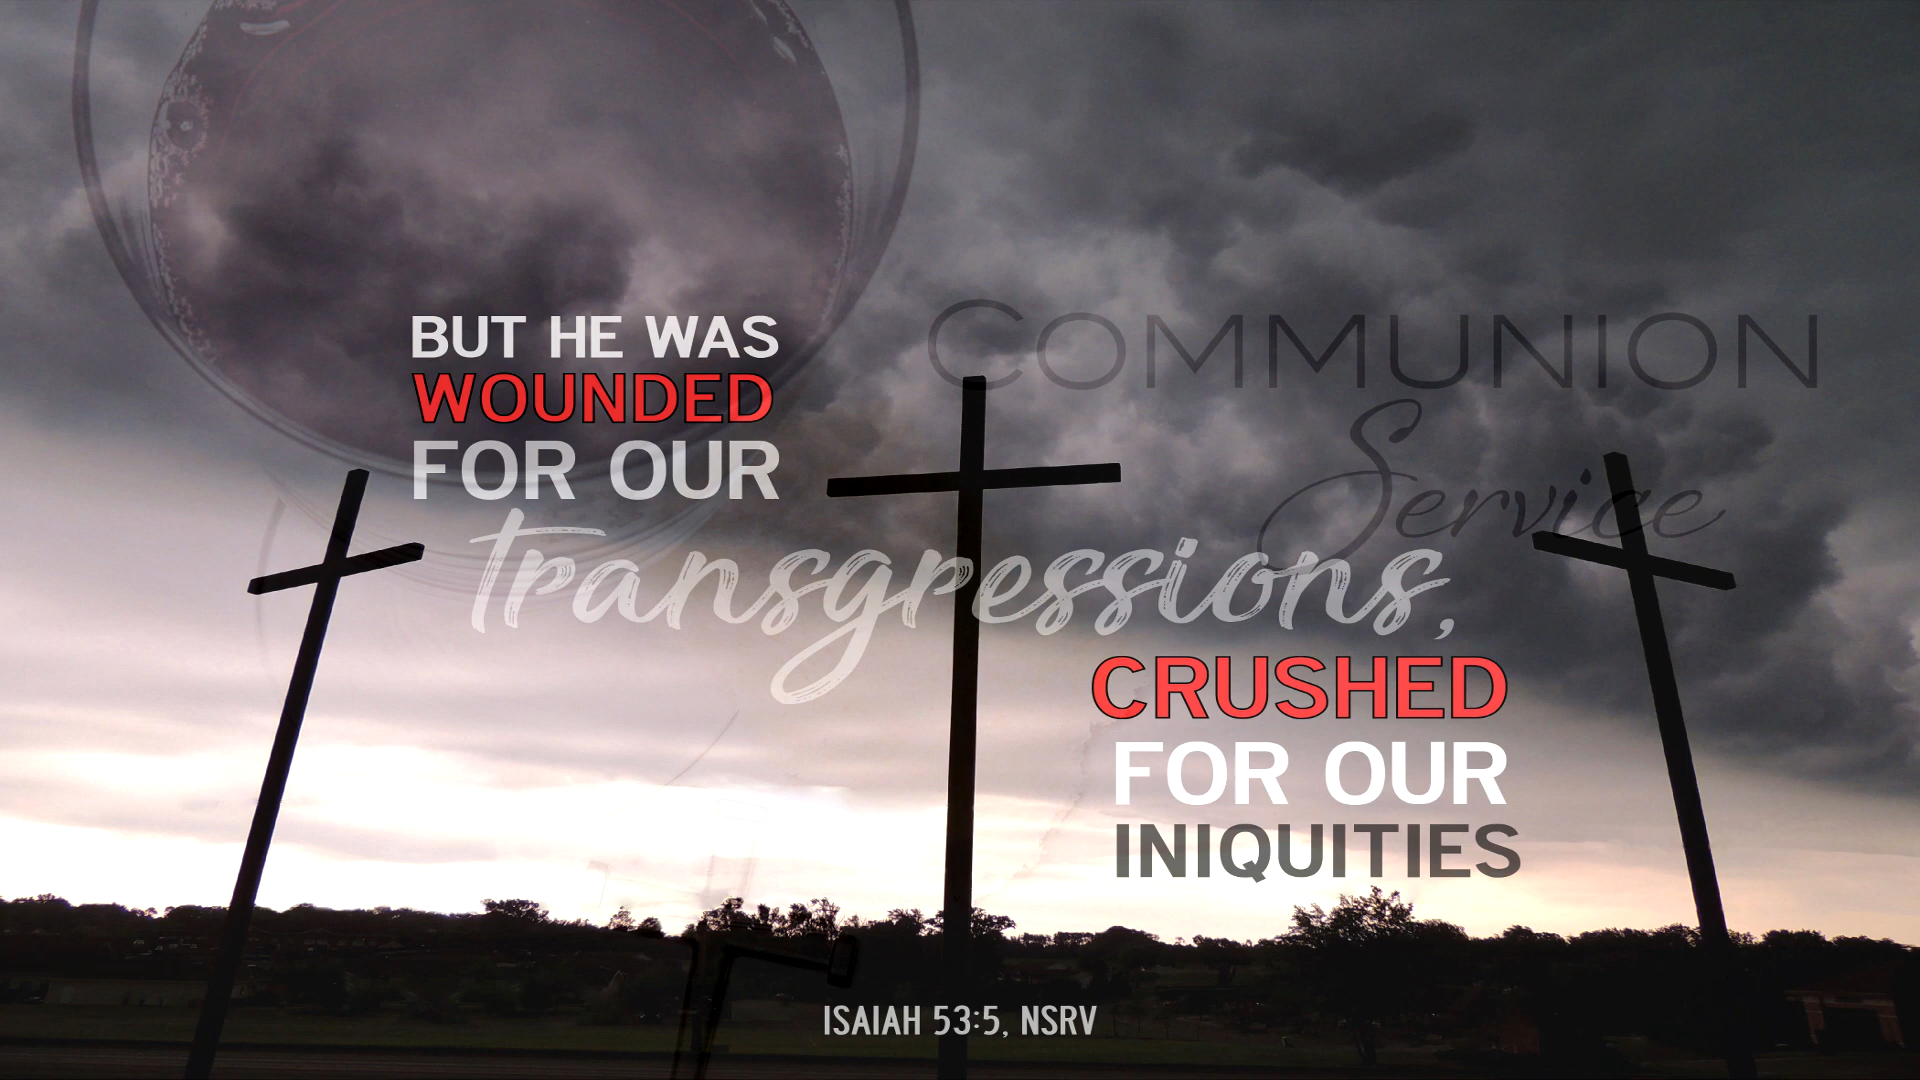 BUT HE WAS
WOUNDED
FOR OUR
transgressions,
CRUSHED
FOR OUR
INIQUITIES
COMMUNION
Service
ISAIAH 53:5, NSRV